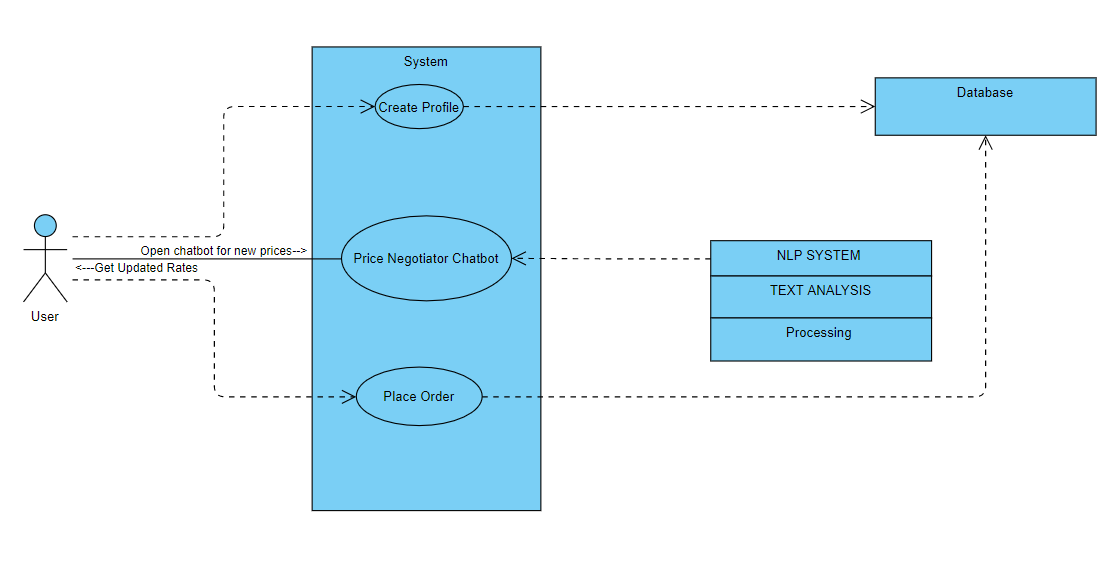 System
Create Profile
Database
Open chatbot for new prices-->
<---Get Updated Rates
User
Price Negotiator Chatbot
NLP SYSTEM
TEXT ANALYSIS
Processing
Place Order